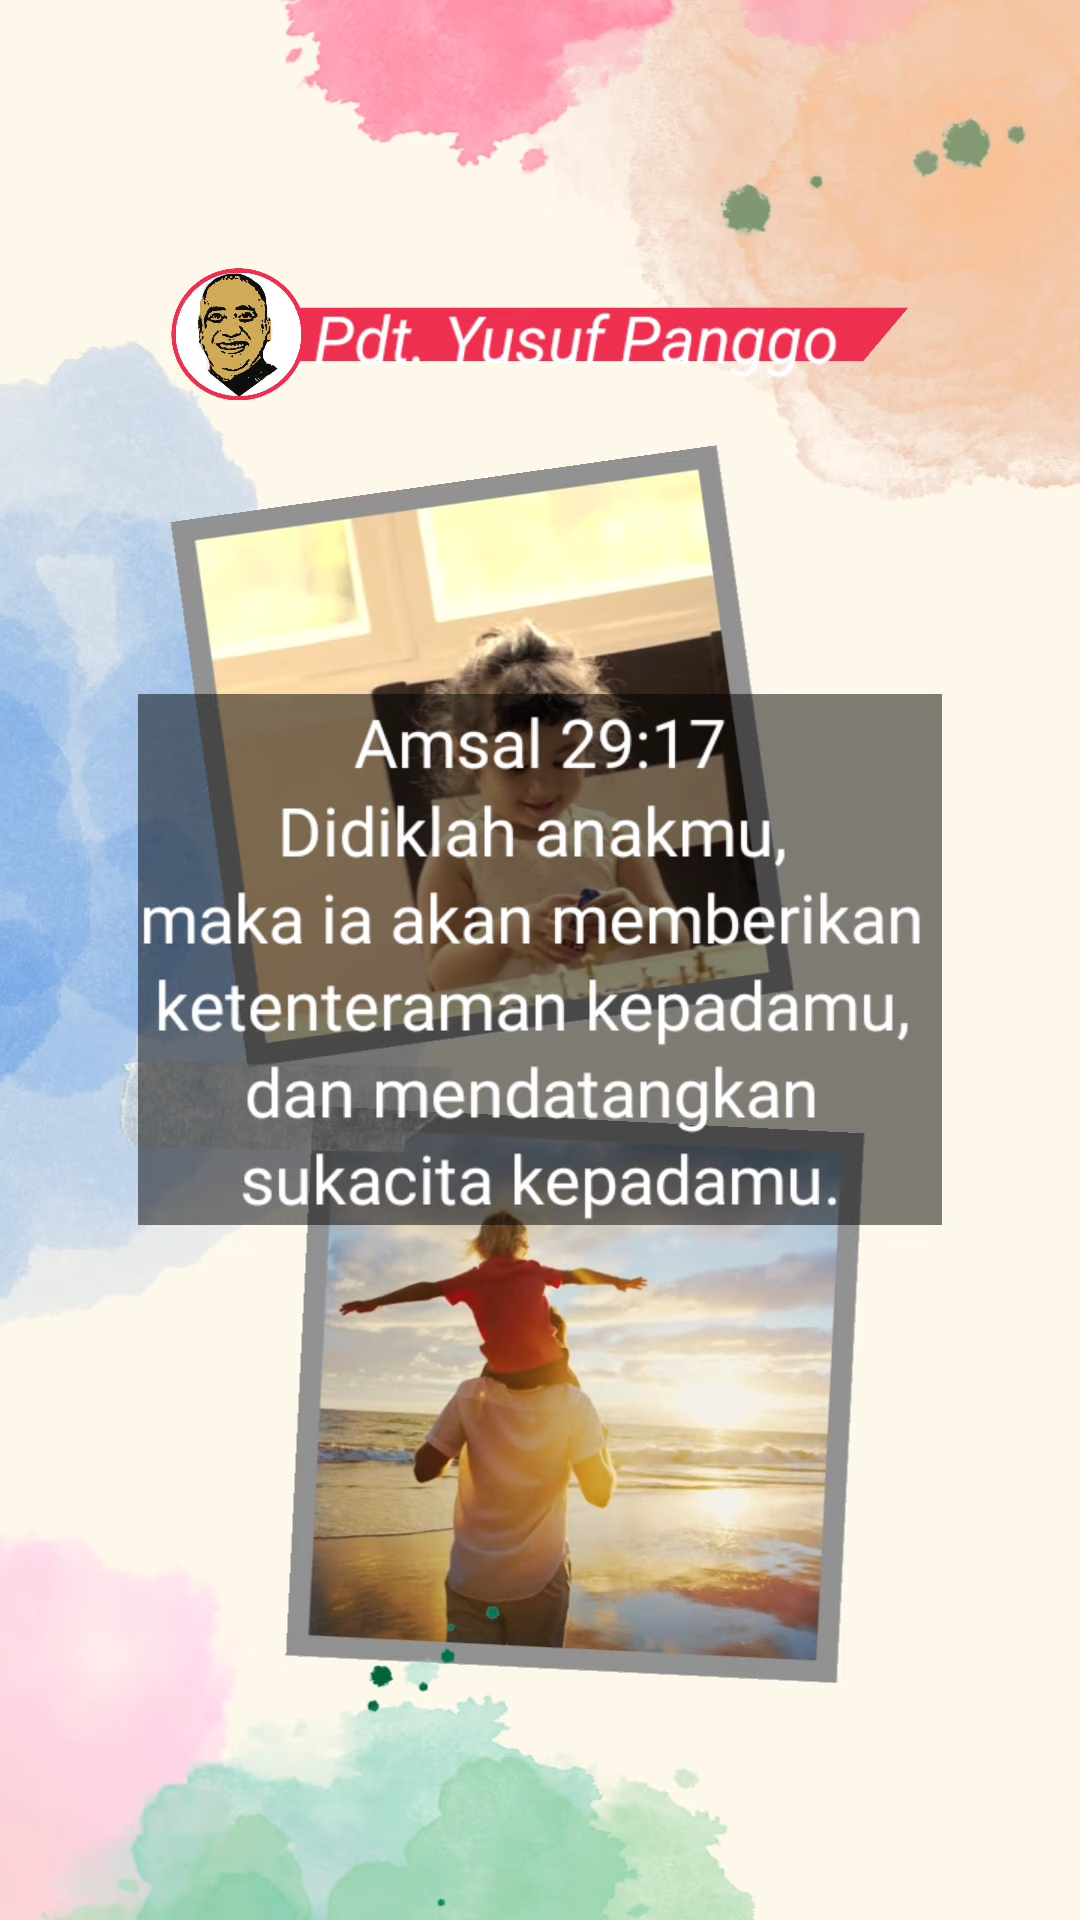 Pdt. Yusuf Panggo
Amsal 29:17
Didiklah anakmu,
maka ia akan memberikan
ketenteraman kepadamu,
dan mendatangkan
sukacita kepadamu.